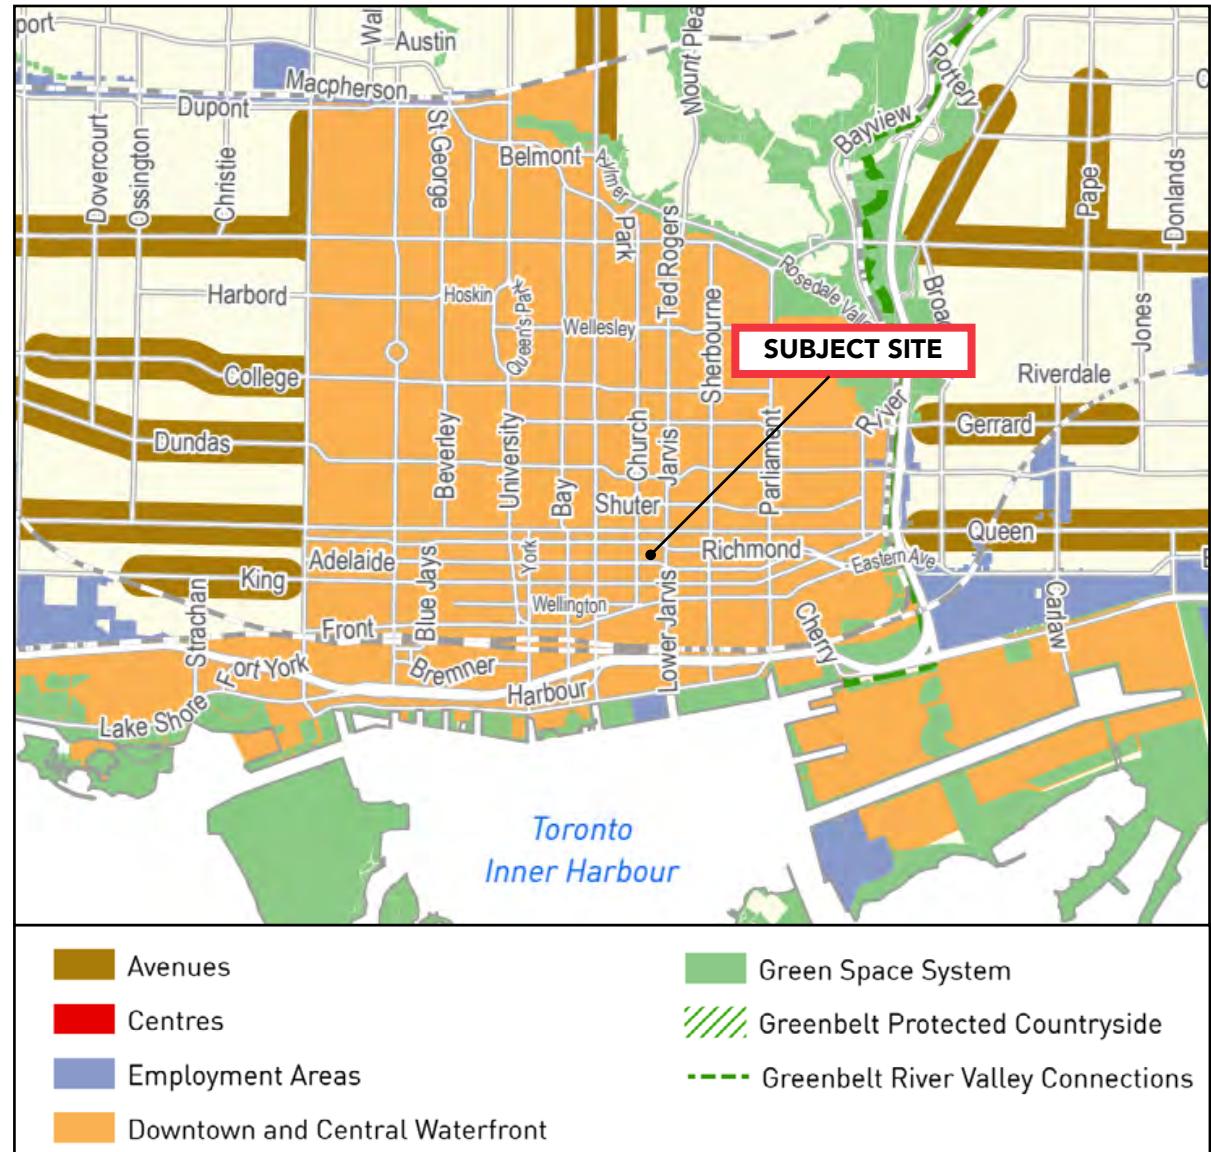 port
Wal
Austin
Mount Plea
Pottery
Macpherson
Dupont
Bayview
Dovercourt
Ossington
Christie
St George
Belmont
Aylmer
Park
Ted Rogers
Pape
Donlands
Harbord
Hoskin
Queen's Park
Wellesley
Sherbourne
Rosedale Valle
Broa
Jones
SUBJECT SITE
College
Riverdale
River
Gerrard
Dundas
Beverley
University
Bay
Church
Jarvis
Parliament
Shuter
Queen
Adelaide
York
Richmond
Eastern Ave
King
Blue Jays
Wellington
Strachan
Front
Lower Jarvis
Cherry
Carlaw
Fort York
Bremner
Harbour
Lake Shore
Toronto
Inner Harbour
Avenues
Green Space System
Centres
Greenbelt Protected Countryside
Employment Areas
Greenbelt River Valley Connections
Downtown and Central Waterfront